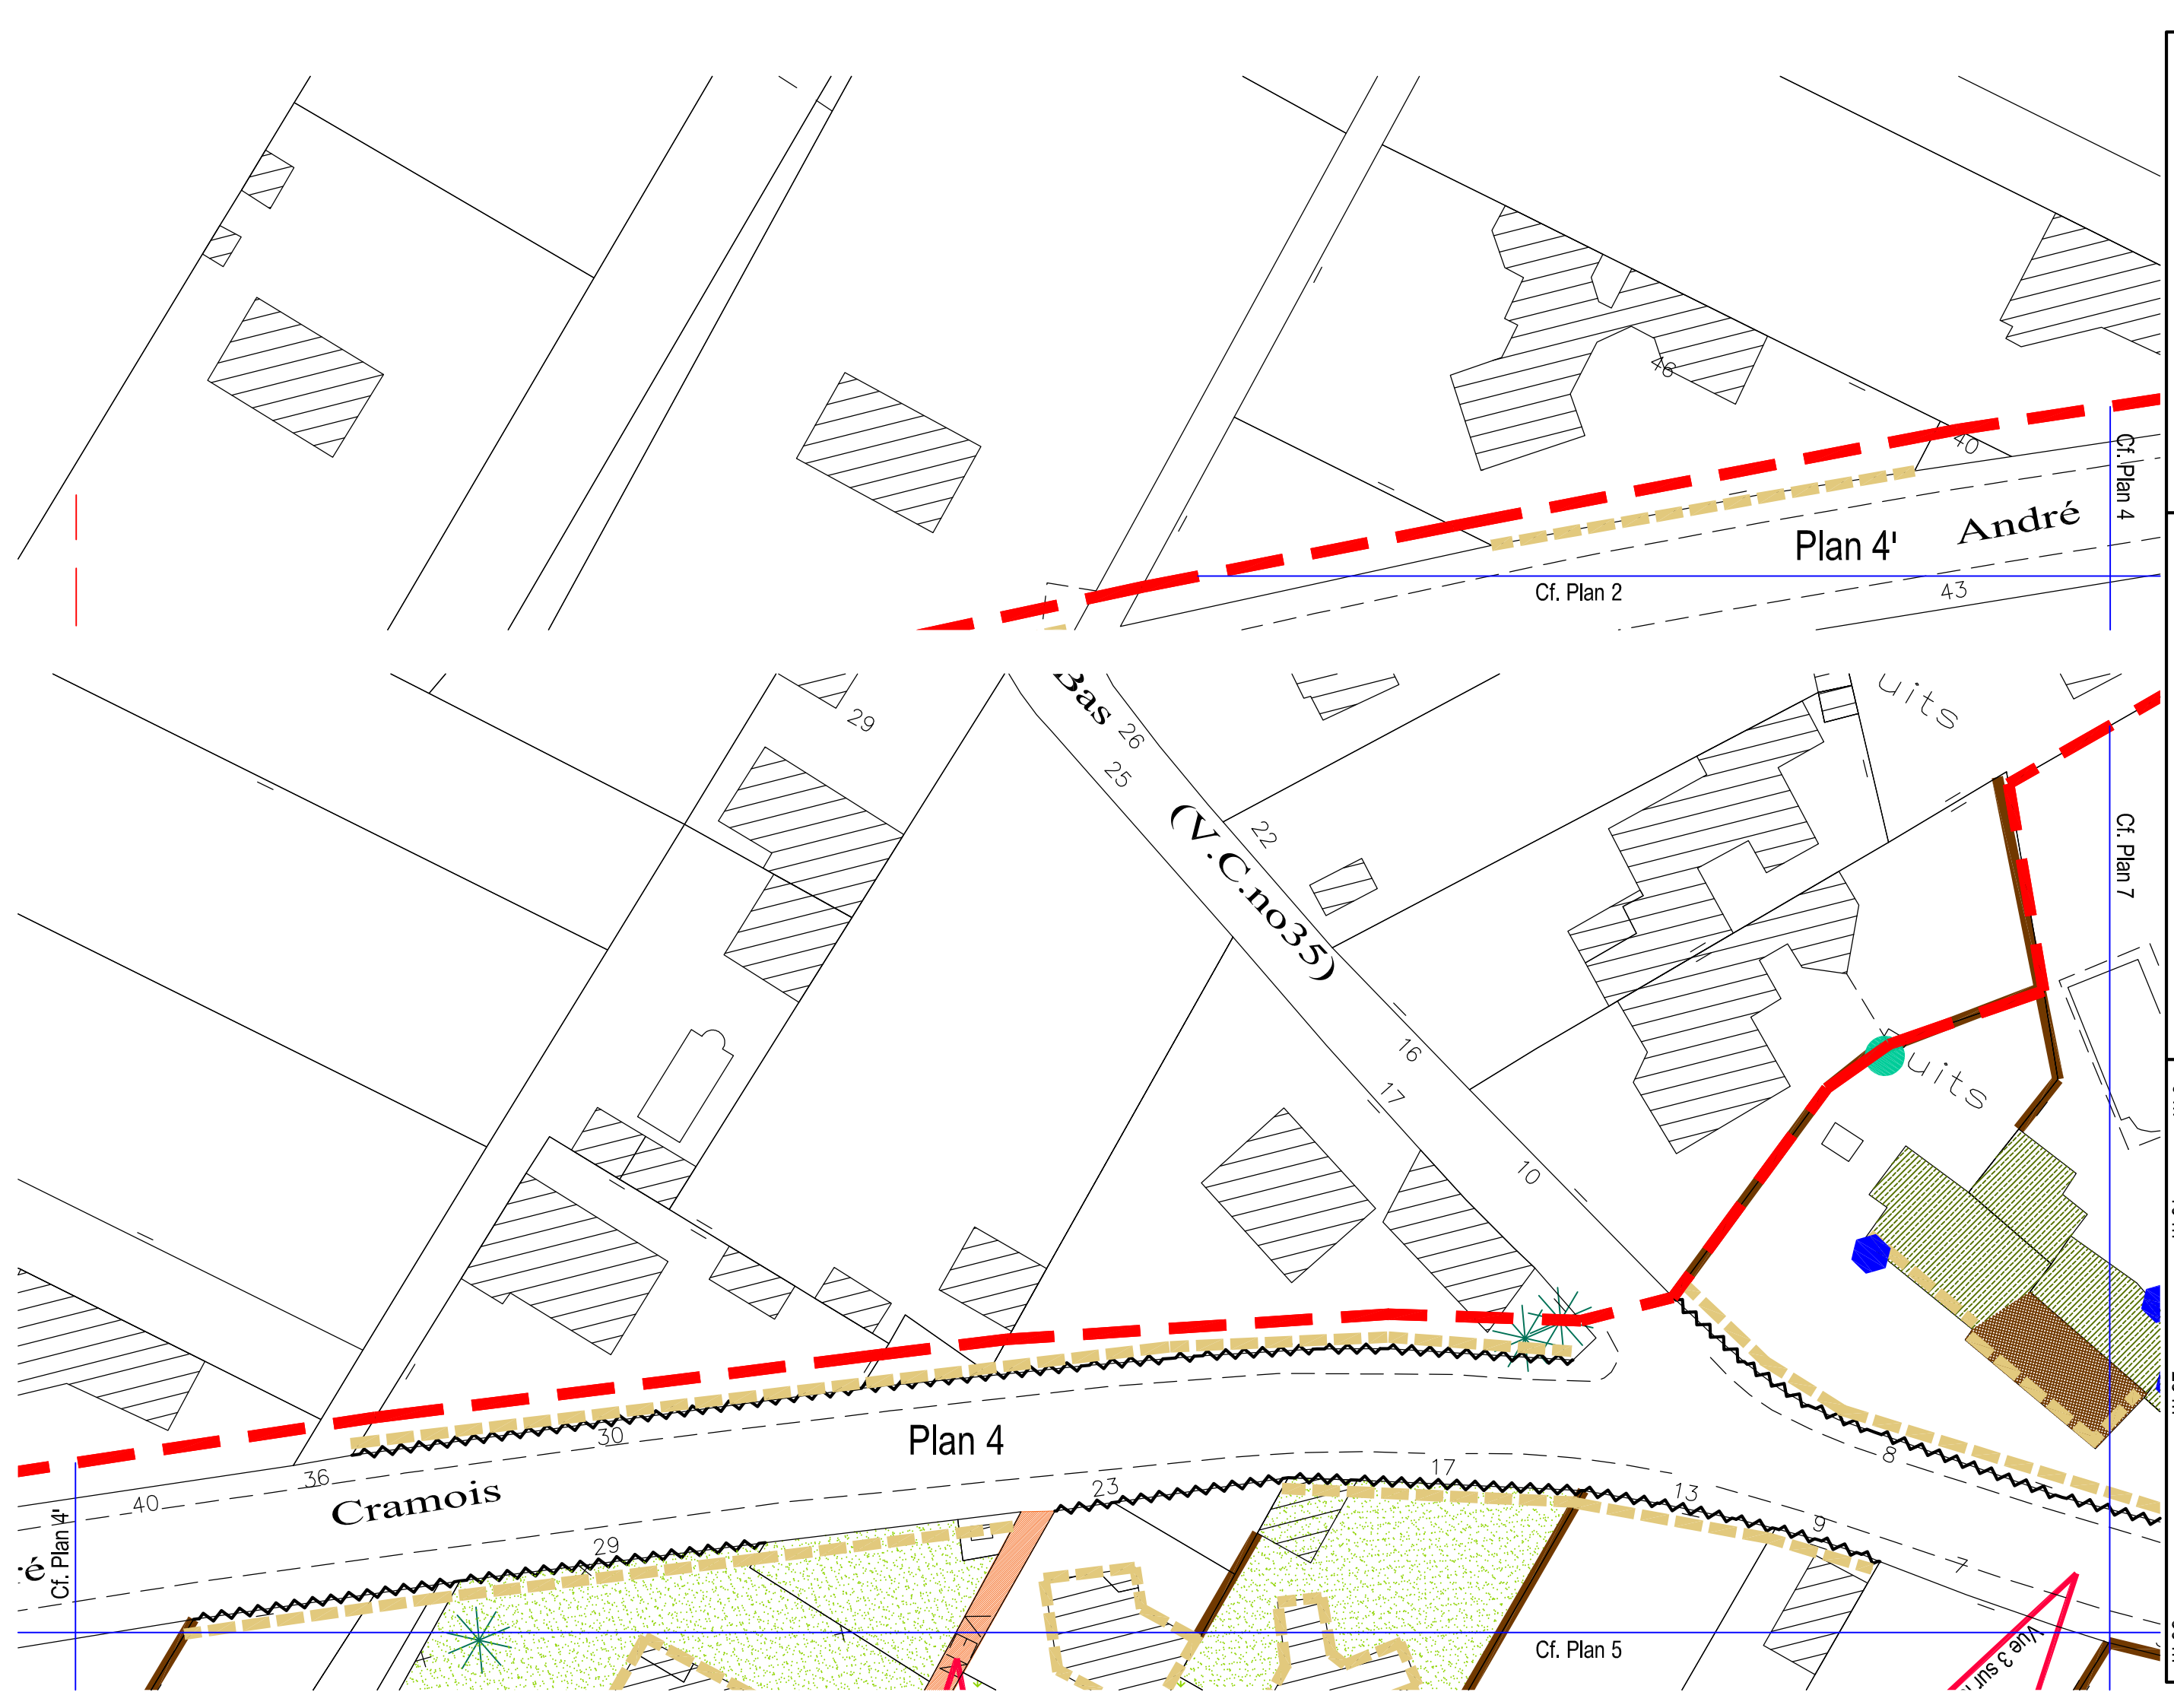 46
40
Cf. Plan 4
André
Plan 4'
Cf. Plan 2
43
Bas
26
25
29
uits
22
(V.C.no35)
Cf. Plan 7
16
17
uits
10
30
Plan 4
36
40
Cramois
8
23
17
13
9
7
29
ré
Cf. Plan 4'
Cf. Plan 5
Vue 3 sur